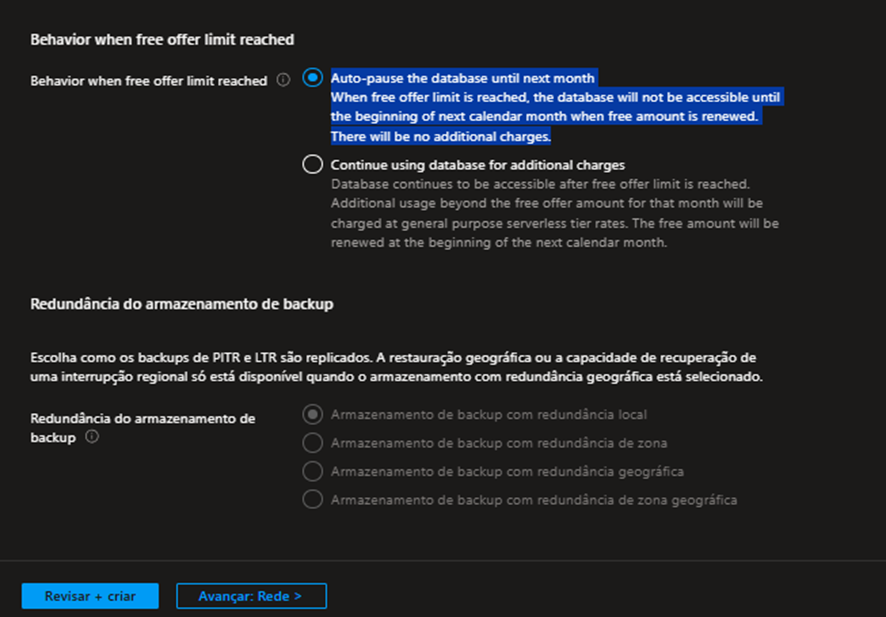 Behavior when free offer limit reached
Behavior when free offer limit reached
Auto-pause the database until next month
When free offer limit is reached, the database will not be accessible until
the beginning of next calendar month when free amount is renewed.
There will be no additional charges.
Continue using database for additional charges
Database continues to be accessible after free offer limit is reached.
Additional usage beyond the free offer amount for that month will be
charged at general purpose serverless tier rates. The free amount will be
renewed at the beginning of the next calendar month.
Redundância do armazenamento de backup
Escolha como os backups de PITR e LTR são replicados. A restauração geográfica ou a capacidade de recuperação de
uma interrupção regional só está disponível quando o armazenamento com redundância geográfica está selecionado.
Redundância do armazenamento de
backup
Armazenamento de backup com redundância local
Armazenamento de backup com redundância de zona
Armazenamento de backup com redundância geográfica
Armazenamento de backup com redundância de zona geográfica
Revisar + criar
Avançar: Rede >